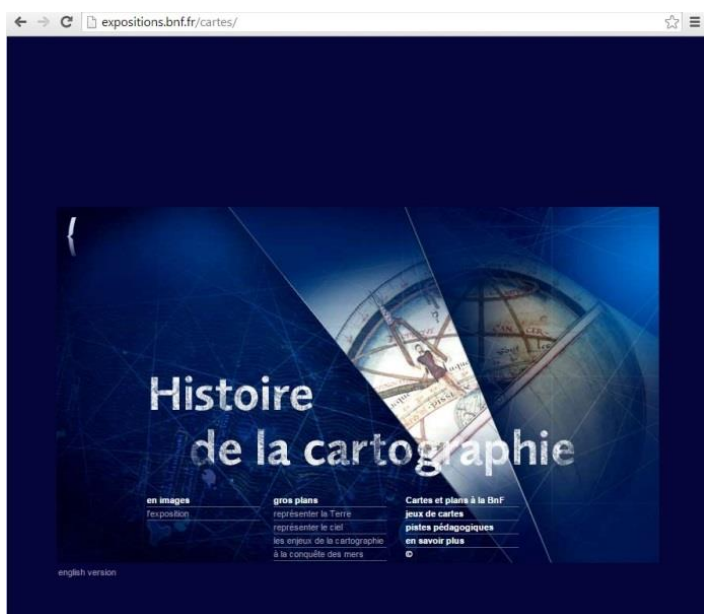 expositions.bnf.fr/cartes/
Histoire
de la cartographie
en images
l'exposition
gros plans
représenter la Terre
représenter le ciel
les enjeux de la cartographie
à la conquête des mers
Cartes et plans à la BnF
jeux de cartes
pistes pédagogiques
en savoir plus
©
english version